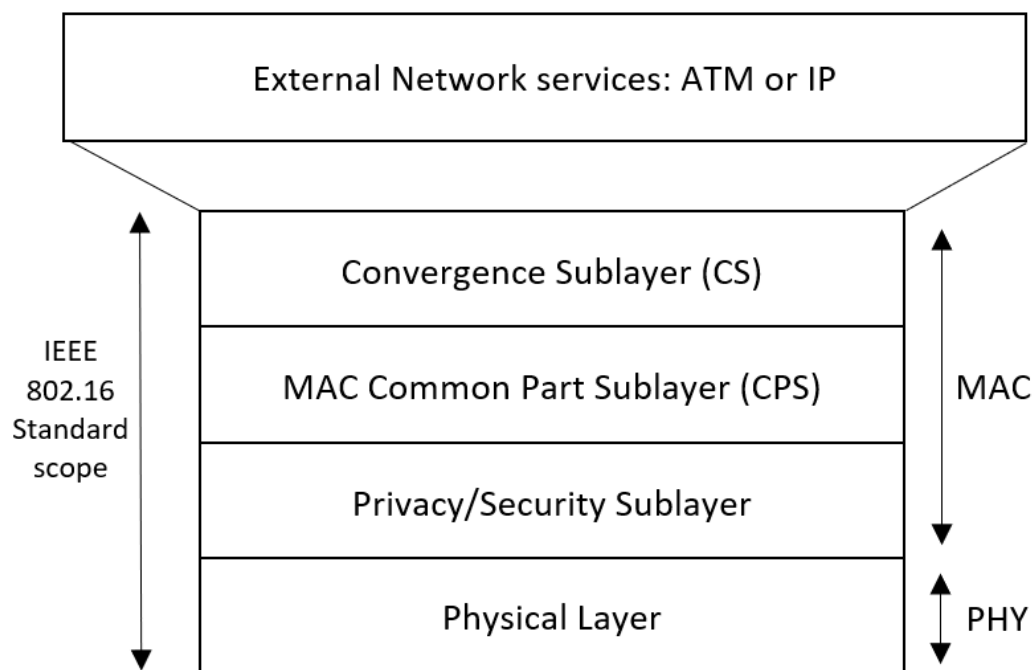 External Network services: ATM or IP
Convergence Sublayer (CS)
IEEE
802.16
Standard
scope
MAC Common Part Sublayer (CPS)
MAC
Privacy/Security Sublayer
Physical Layer
PHY